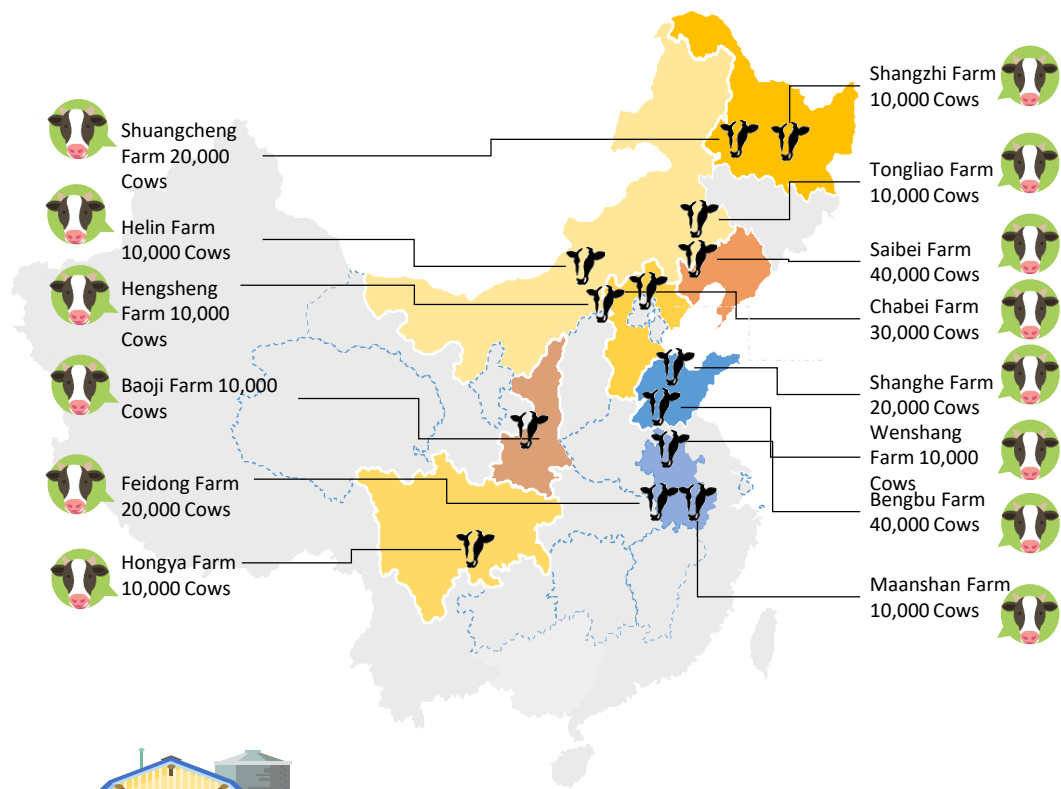 Shuangcheng
Farm 20,000
Cows
Helin Farm
10,000 Cows
Hengsheng
Farm 10,000
Cows
Baoji Farm 10,000
Cows
Feidong Farm
20,000 Cows
Hongya Farm
10,000 Cows
Shangzhi Farm
10,000 Cows
Tongliao Farm
10,000 Cows
Saibei Farm
40,000 Cows
Chabei Farm
30,000 Cows
Shanghe Farm
20,000 Cows
Wenshang
Farm 10,000
Cows
Bengbu Farm
40,000 Cows
Maanshan Farm
10,000 Cows